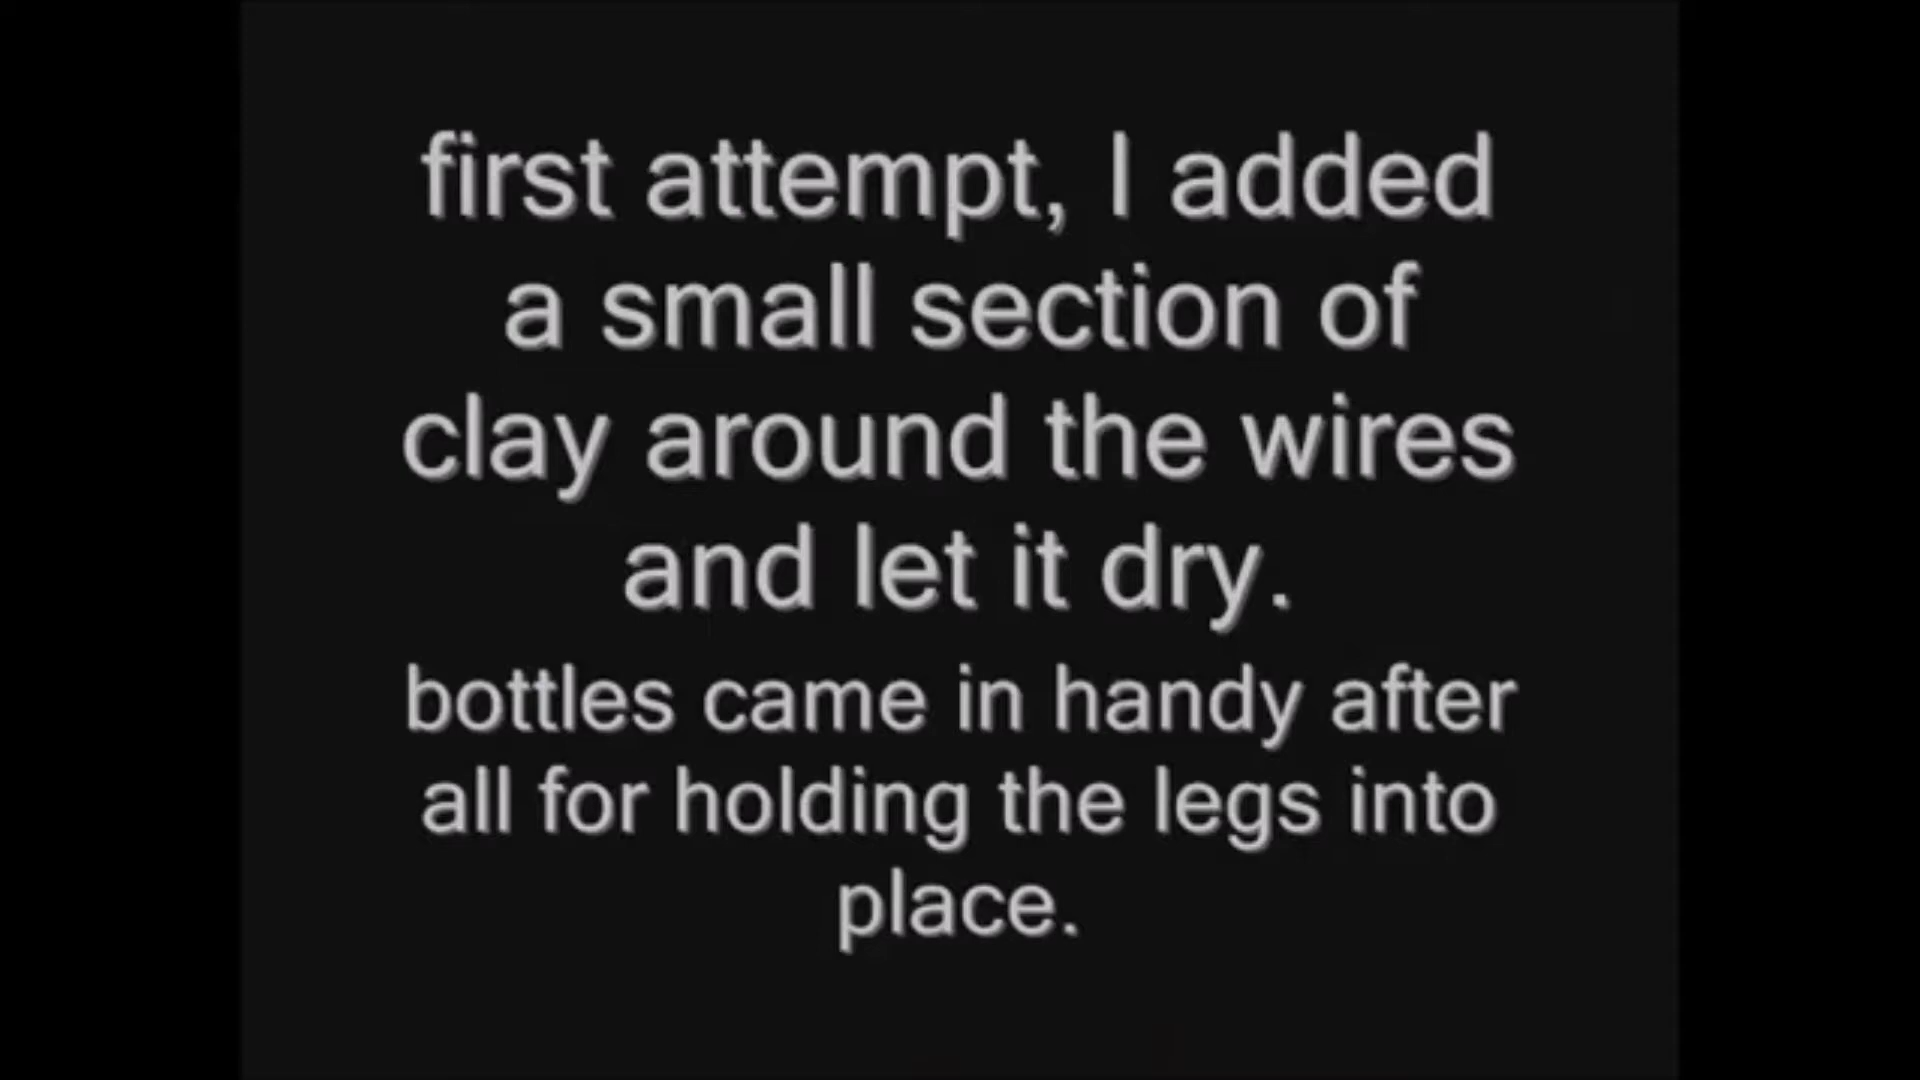 first attempt, I added
a small section of
clay around the wires
and let it dry.
bottles came in handy after
all for holding the legs into
place.